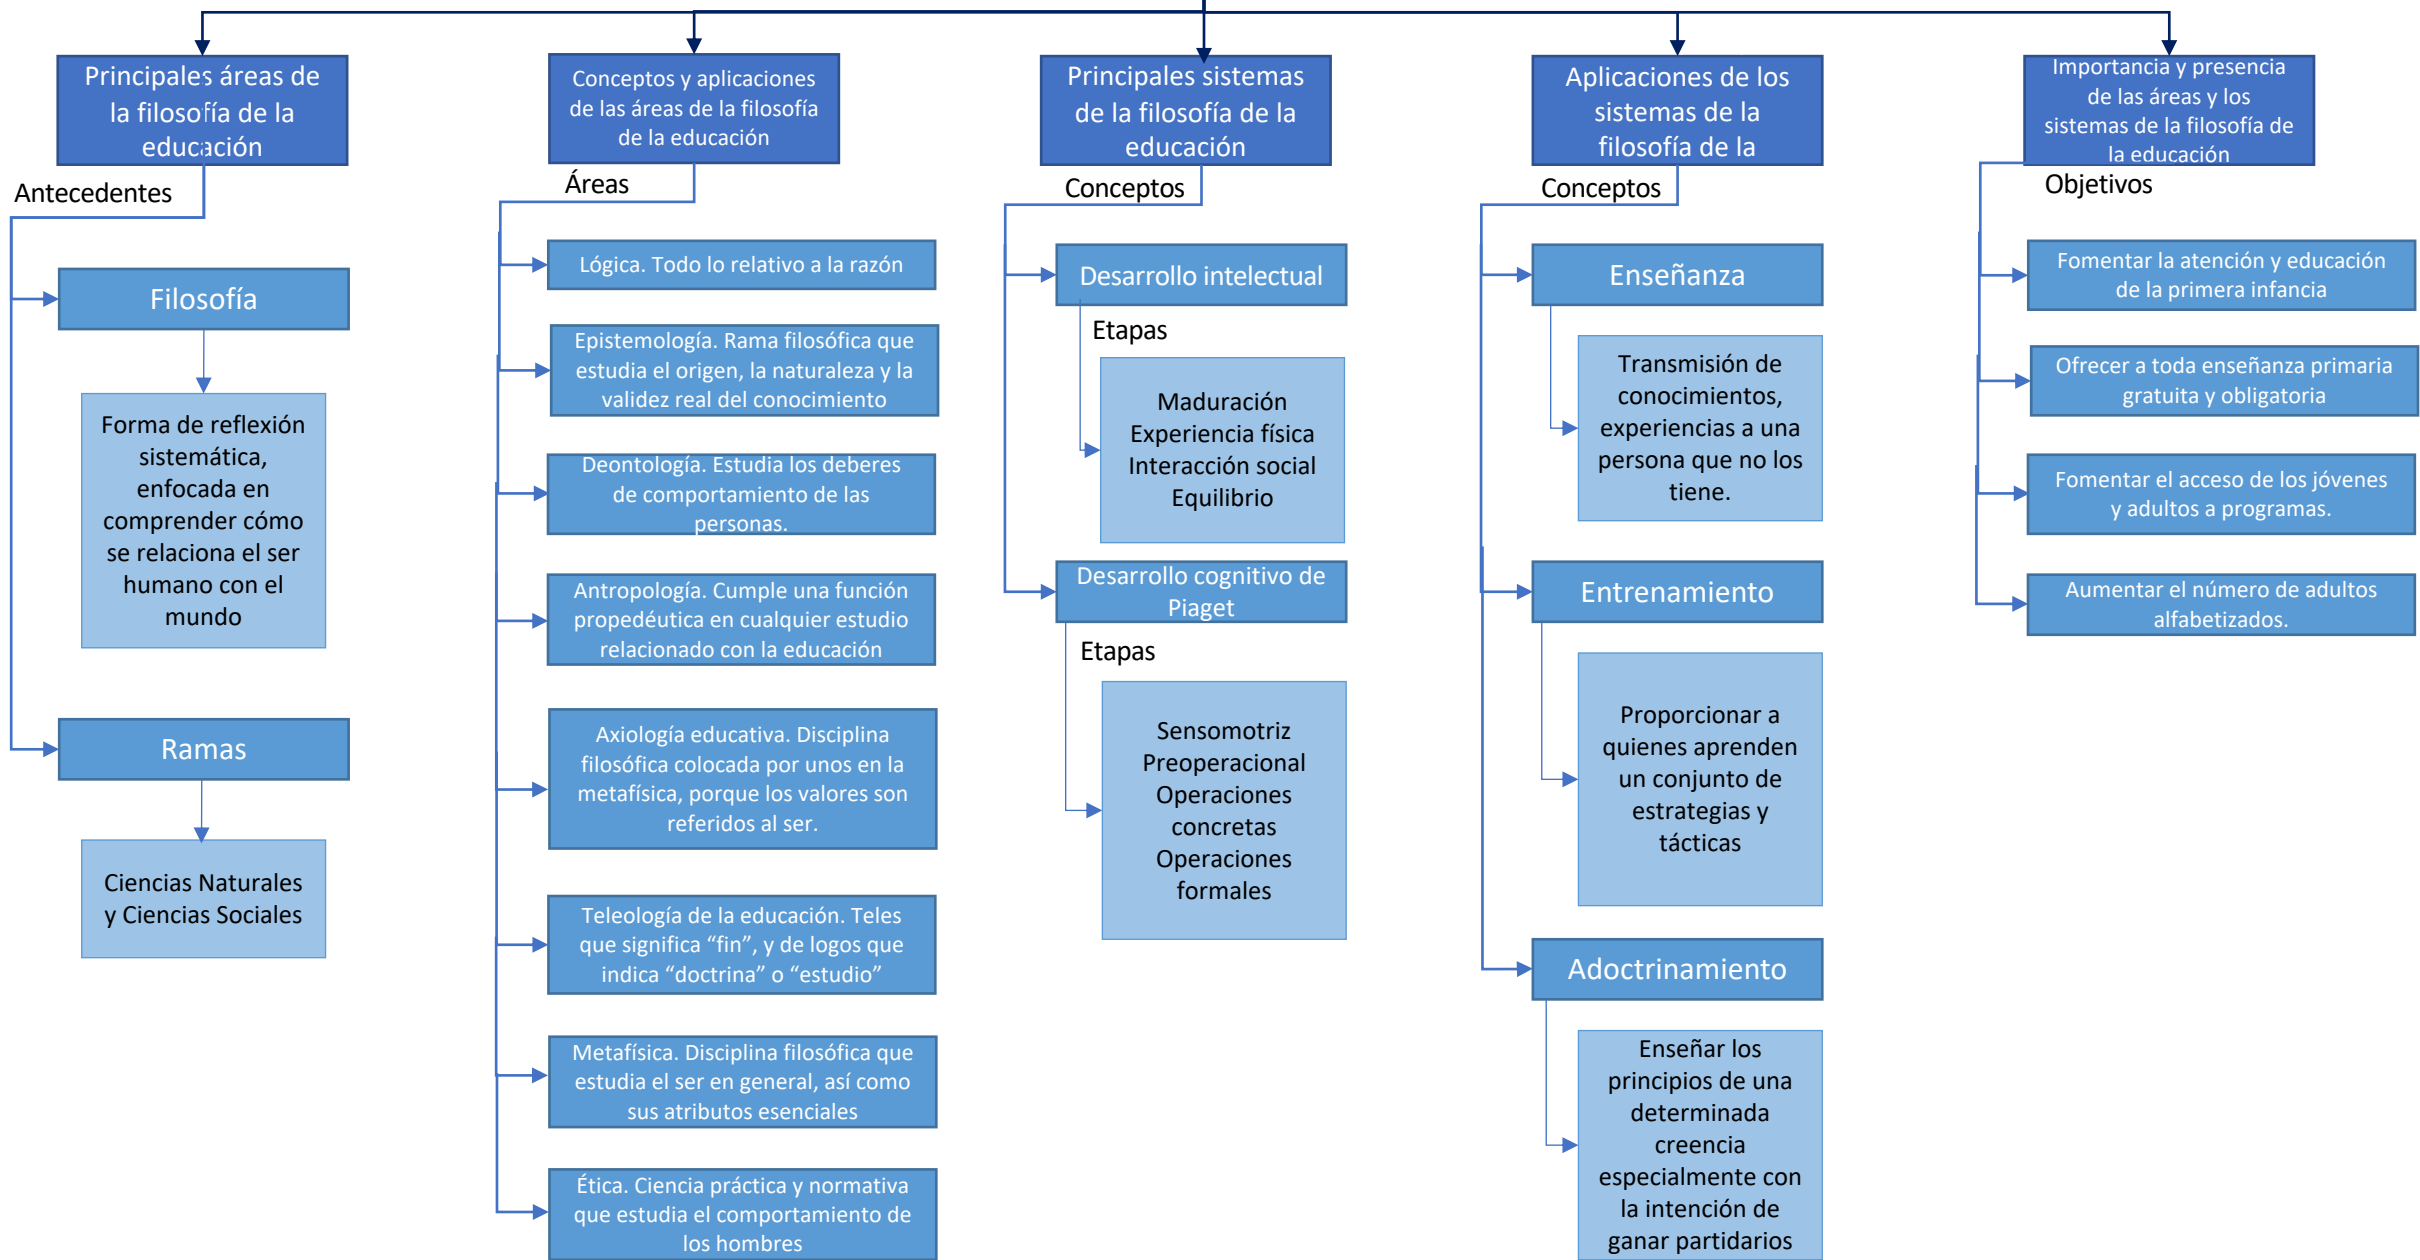 Principales áreas de
la filosofía de la
educación
Antecedentes
Filosofía
Forma de reflexión
sistemática,
enfocada en
comprender cómo
se relaciona el ser
humano con el
mundo
Ramas
Ciencias Naturales
y Ciencias Sociales
Conceptos y aplicaciones
de las áreas de la filosofía
de la educación
Áreas
Lógica. Todo lo relativo a la razón
Epistemología. Rama filosófica que
estudia el origen, la naturaleza y la
validez real del conocimiento
Deontología. Estudia los deberes
de comportamiento de las
personas.
Antropología. Cumple una función
propedéutica en cualquier estudio
relacionado con la educación
Axiología educativa. Disciplina
filosófica colocada por unos en la
metafísica, porque los valores son
referidos al ser.
Teleología de la educación. Teles
que significa “fin”, y de logos que
indica “doctrina” o “estudio”
Metafísica. Disciplina filosófica que
estudia el ser en general, así como
sus atributos esenciales
Ética. Ciencia práctica y normativa
que estudia el comportamiento de
los hombres
Principales sistemas
de la filosofía de la
educación
Conceptos
Desarrollo intelectual
Etapas
Maduración
Experiencia física
Interacción social
Equilibrio
Desarrollo cognitivo de
Piaget
Etapas
Sensomotriz
Preoperacional
Operaciones
concretas
Operaciones
formales
Aplicaciones de los
sistemas de la
filosofía de la
Conceptos
Enseñanza
Transmisión de
conocimientos,
experiencias a una
persona que no los
tiene.
Entrenamiento
Proporcionar a
quienes aprenden
un conjunto de
estrategias y
tácticas
Adoctrinamiento
Enseñar los
principios de una
determinada
creencia
especialmente con
la intención de
ganar partidarios
Importancia y presencia
de las áreas y los
sistemas de la filosofía de
la educación
Objetivos
Fomentar la atención y educación
de la primera infancia
Ofrecer a toda enseñanza primaria
gratuita y obligatoria
Fomentar el acceso de los jóvenes
y adultos a programas.
Aumentar el número de adultos
alfabetizados.